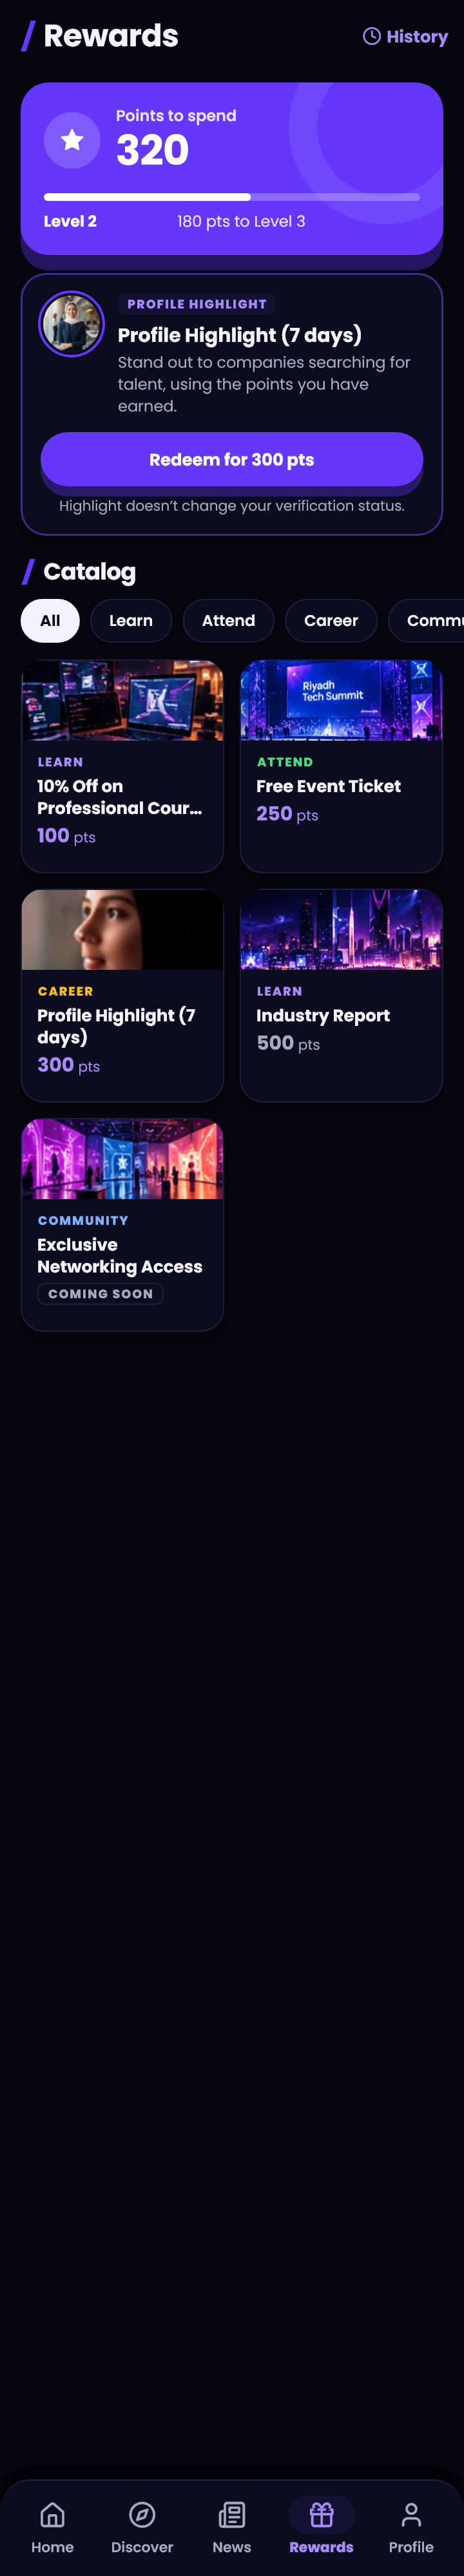 / Rewards
History
Points to spend
320
Level 2
180 pts to Level 3
PROFILE HIGHLIGHT
Profile Highlight (7 days)
Stand out to companies searching for
talent, using the points you have
earned.
Redeem for 300 pts
Highlight doesn’t change your verification status.
/ Catalog
All
Learn
Attend
Career
Commu
LEARN
10% Off on
Professional Cour...
100 pts
Riyadh
Tech Summit
ATTEND
Free Event Ticket
250 pts
CAREER
Profile Highlight (7
days)
300 pts
LEARN
Industry Report
500 pts
COMMUNITY
Exclusive
Networking Access
COMING SOON
Home
Discover
News
Rewards
Profile